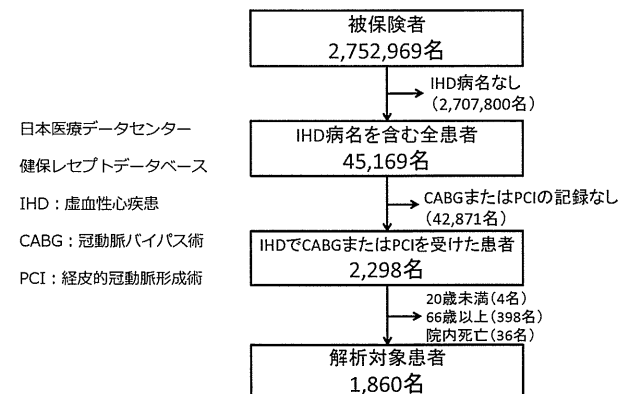 被保険者
2,752,969名
IHD病名なし
(2,707,800名)
日本医療データセンター
健保レセプトデータベース
IHD：虚血性心疾患
CABG：冠動脈バイパス術
PCI：経皮的冠動脈形成術
IHD病名を含む全患者
45,169名
CABGまたはPCIの記録なし
(42,871名)
IHDでCABGまたはPCIを受けた患者
2,298名
20歳未満(4名)
66歳以上(398名)
院内死亡(36名)
解析対象患者
1,860名